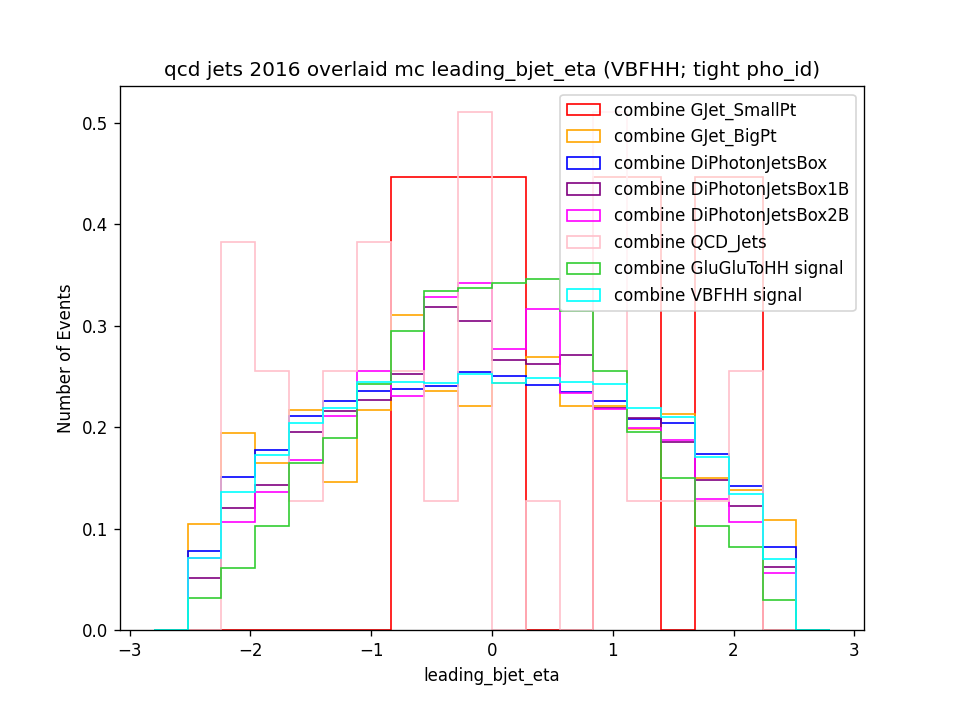 qcd jets 2016 overlaid mc leading_bjet_eta (VBFHH; tight pho_id)
Number of Events
0.5
0.4
0.3
0.2
0.1
0.0
combine GJet_SmallPt
combine GJet_BigPt
combine DiPhotonJetsBox
combine DiPhotonJetsBox1B
combine DiPhotonJetsBox2B
combine QCD_Jets
combine GluGluToHH signal
combine VBFHH signal
−3 −2 −1 0 1 2 3
leading_bjet_eta